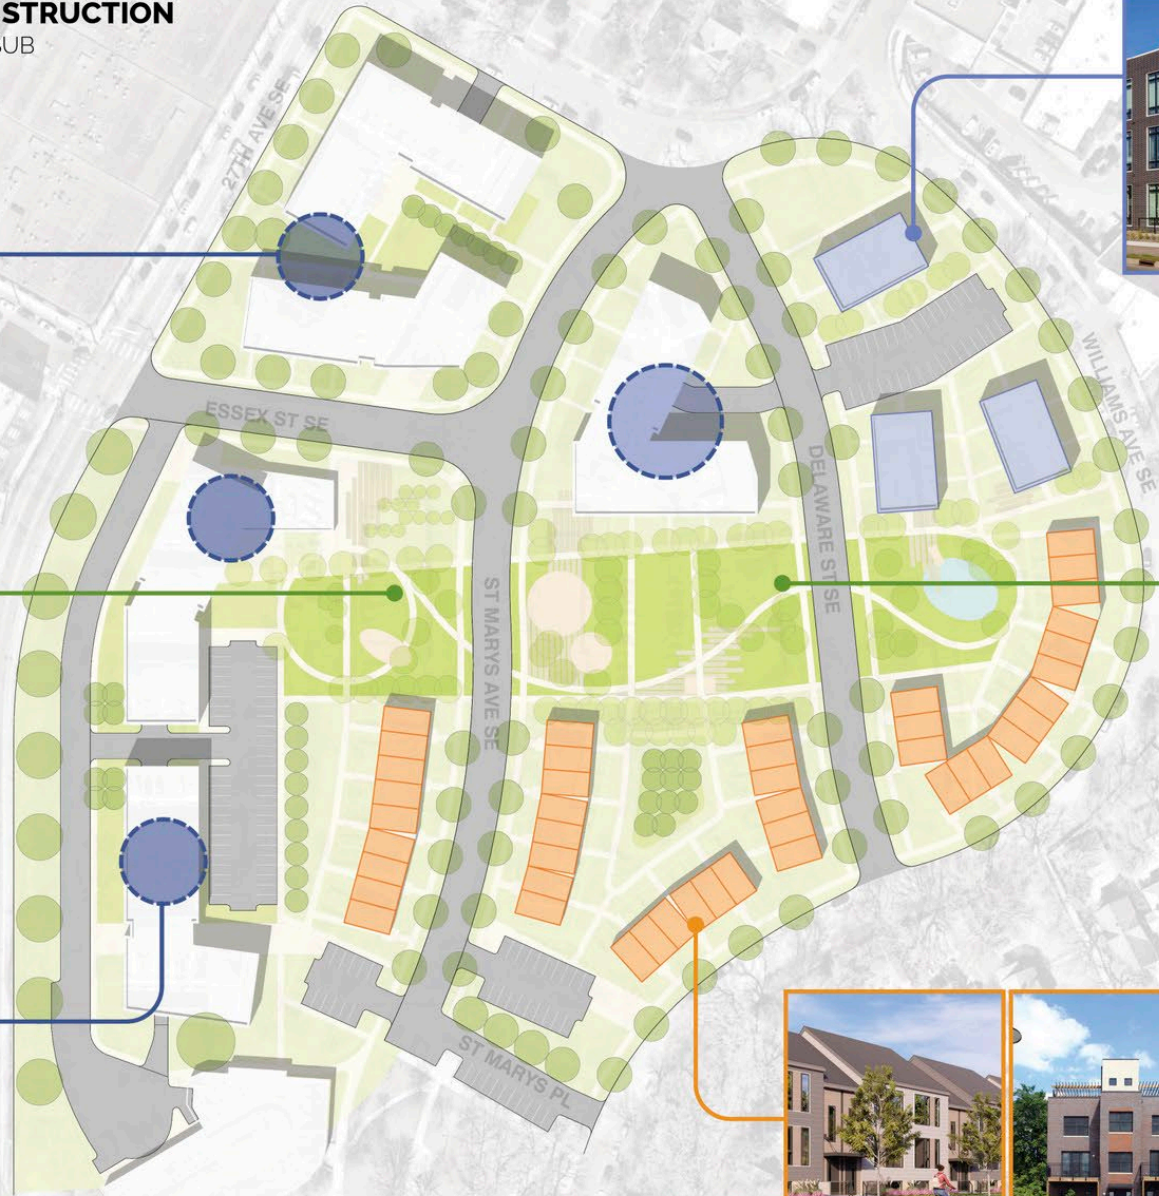 STRUCTION
SUB
27TH AVE SE
WILLIAMS AVE SE
ESSEX ST SE
DELAWARE ST SE
ST MARYS AVE SE
ST MARYS PL